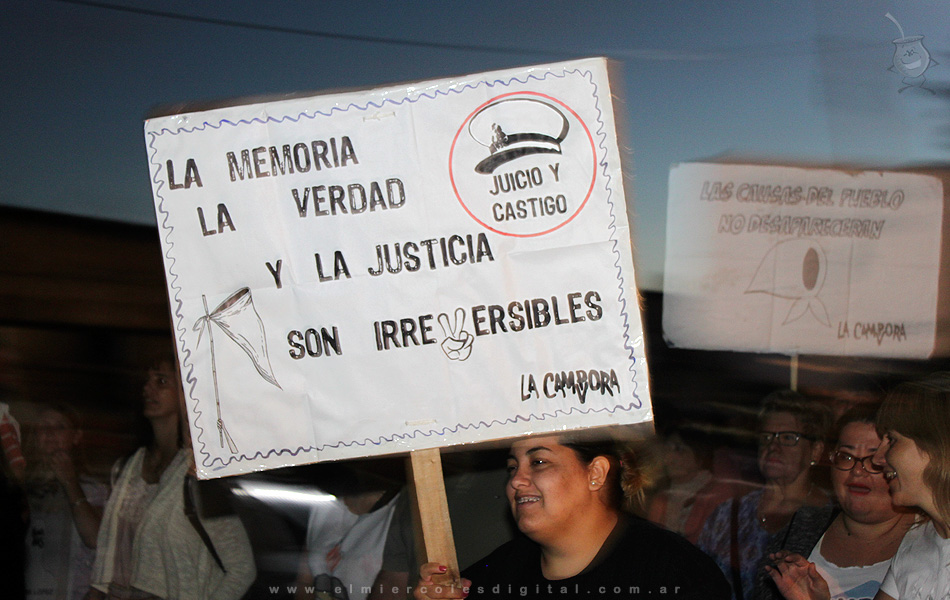 LA MEMORIA
LA VERDAD
Y LA JUSTICIA
SON IRREVERSIBLES
LA CAMPORA
JUICIO Y
CASTIGO
LAS CAUSAS DEL PUEBLO
NO DESAPARECERAN
LA CAMPORA
www.elmiercolesdigital.com.ar